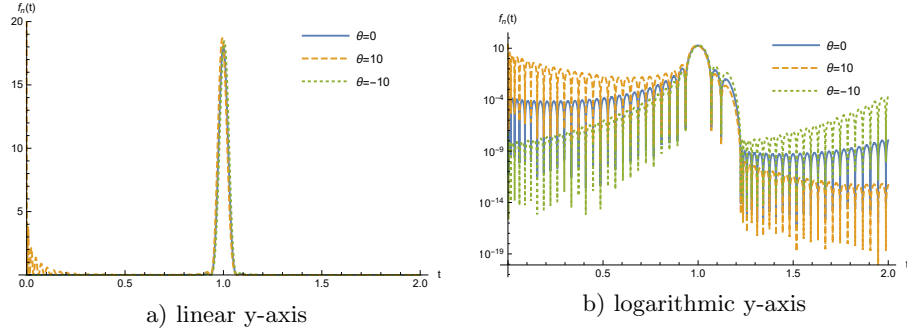 fₙ(t)
20
15
10
5
θ=0
θ=10
θ=-10
0.0
0.5
1.0
1.5
2.0
t
a) linear y-axis
fₙ(t)
10
10⁻⁴
10⁻⁹
10⁻¹⁴
10⁻¹⁹
θ=0
θ=10
θ=-10
0.5
1.0
1.5
2.0
t
b) logarithmic y-axis